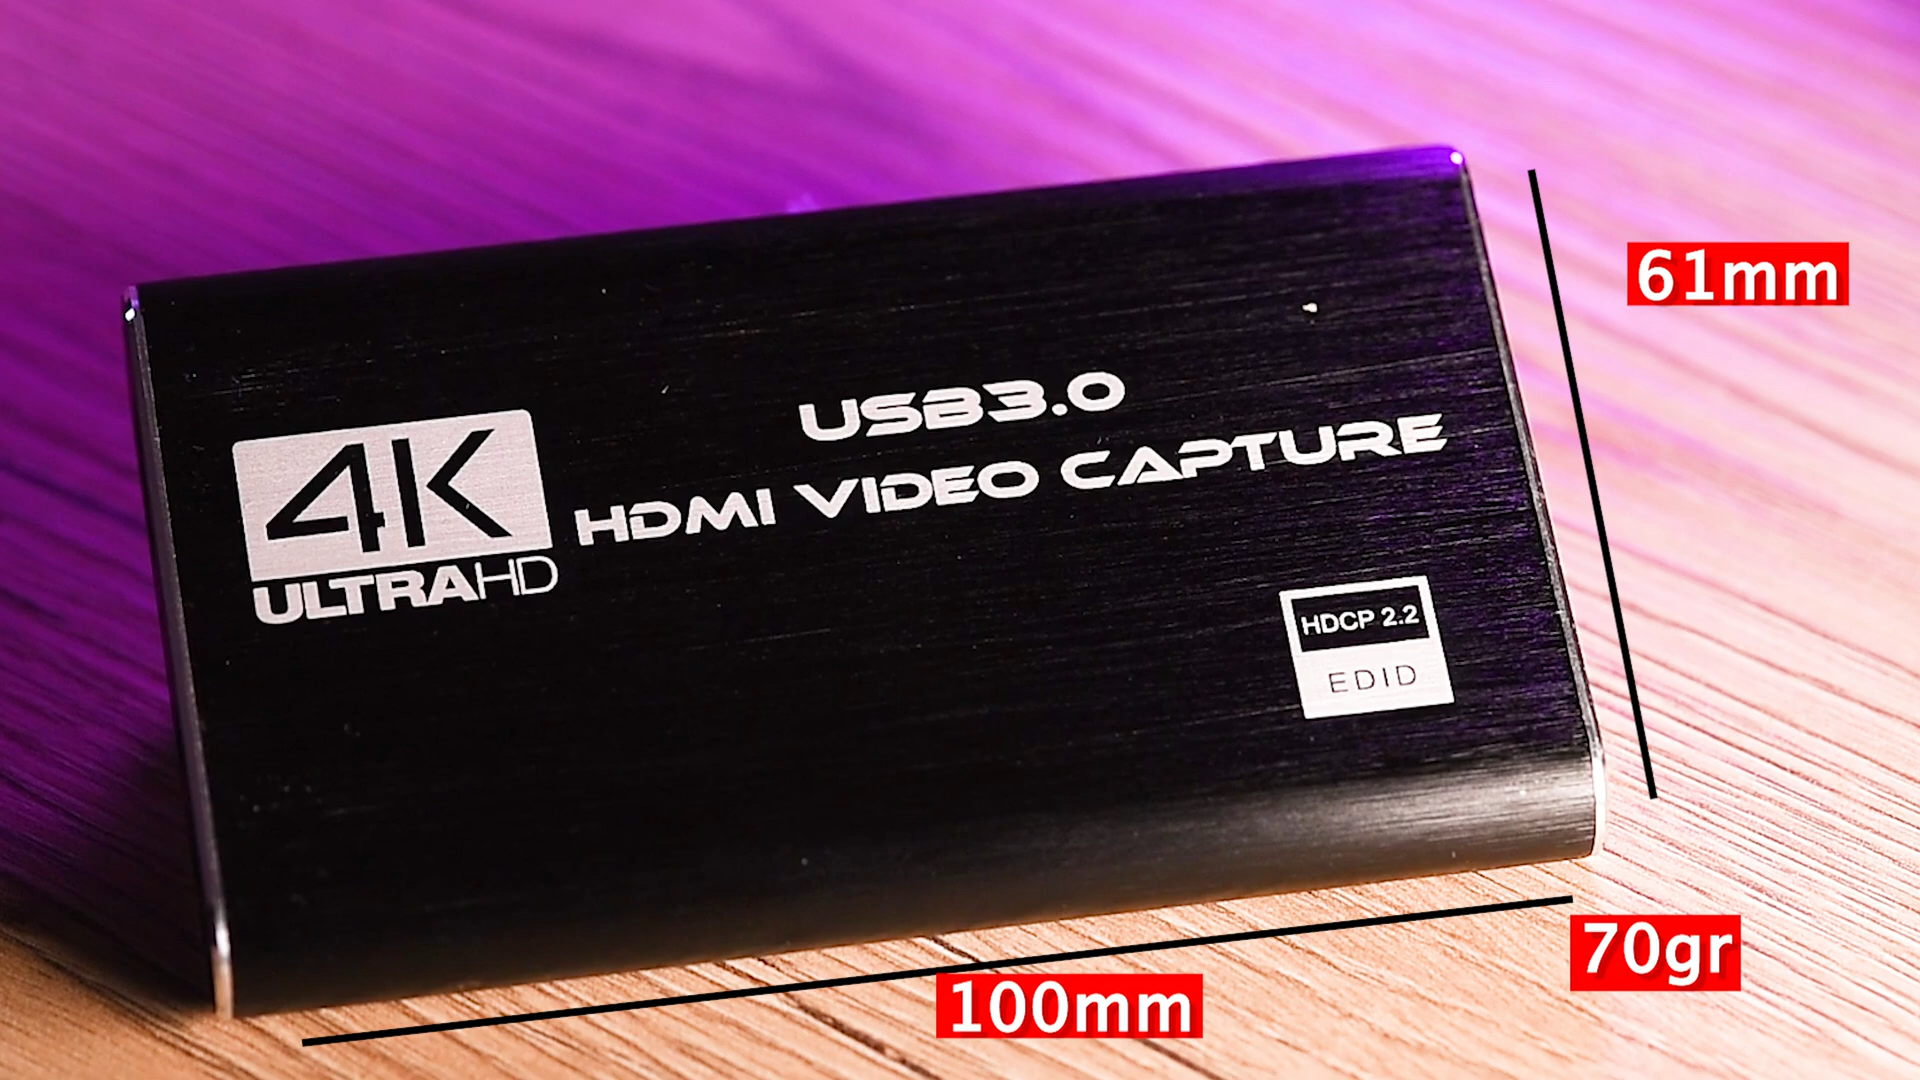 61mm
USB3.0
HDMI VIDEO CAPTURE
4K
ULTRAHD
HDCP 2.2
EDID
70gr
100mm